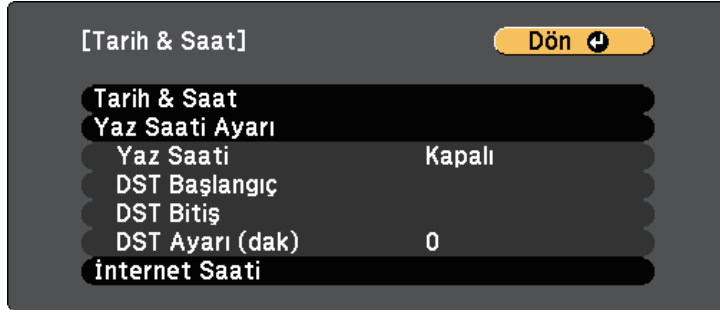 [Tarih & Saat]
Dön
Tarih & Saat
Yaz Saati Ayarı
Yaz Saati Kapalı
DST Başlangıç
DST Bitiş
DST Ayarı (dak) 0
İnternet Saati